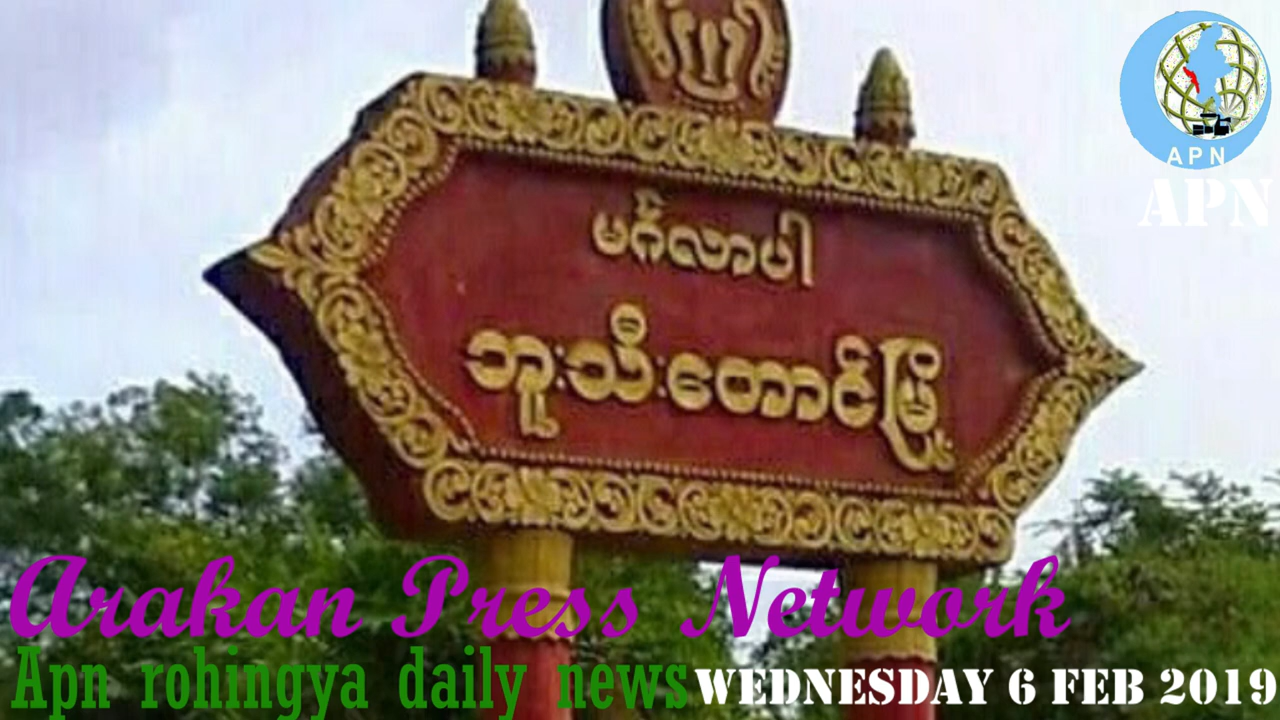 APN
APN
မင်္ဂလာပါ
ဘူးသီးတောင်မြို့
Arakan Press Network
Apn rohingya daily news WEDNESDAY 6 FEB 2019